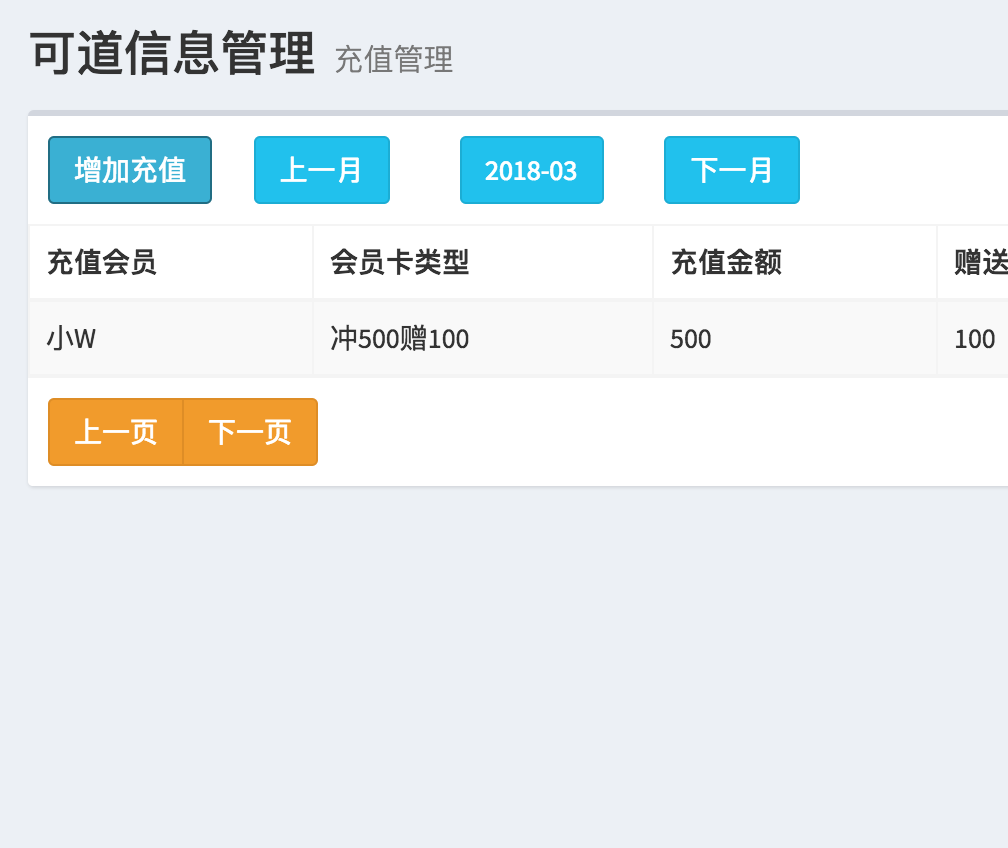 可道信息管理 充值管理
增加充值 上一月 2018-03 下一月
充值会员 会员卡类型 充值金额 赠送
小W 冲500赠100 500 100
上一页 下一页